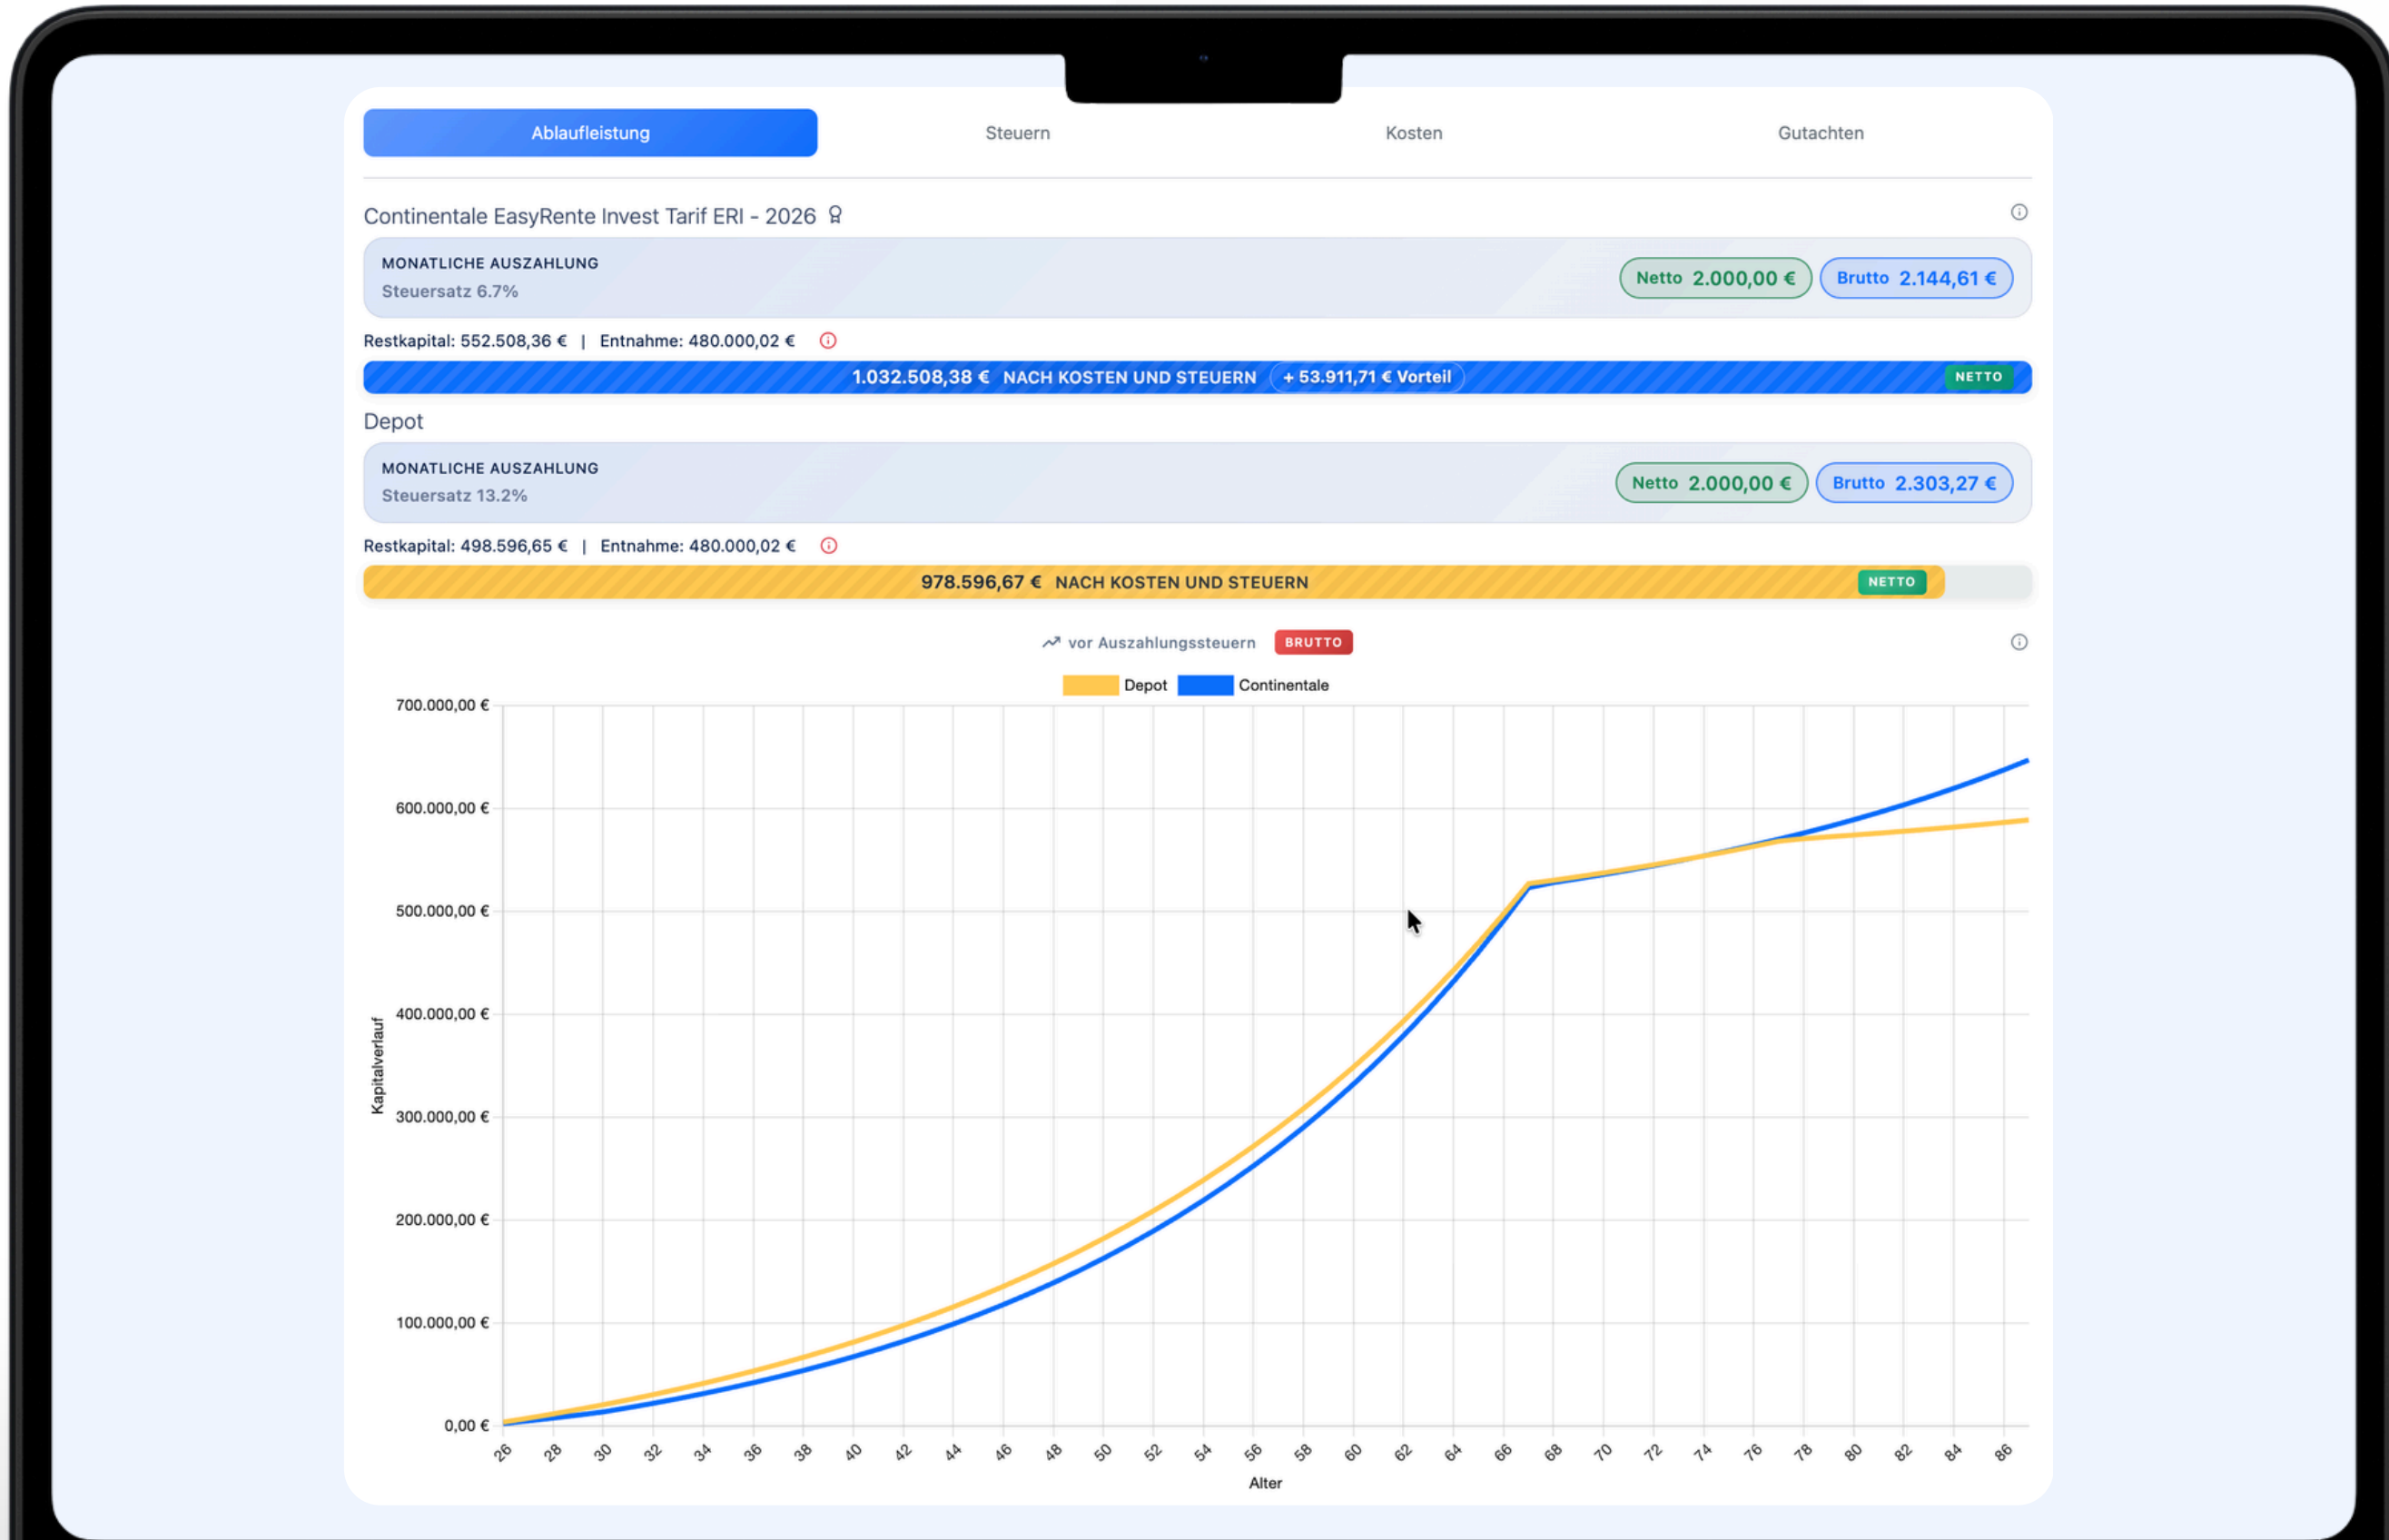 Ablaufleistung Steuern Kosten Gutachten
Continentale EasyRente Invest Tarif ERI - 2026
MONATLICHE AUSZAHLUNG
Steuersatz 6.7%
Netto 2.000,00 € Brutto 2.144,61 €
Restkapital: 552.508,36 € | Entnahme: 480.000,02 €
1.032.508,38 € NACH KOSTEN UND STEUERN + 53.911,71 € Vorteil NETTO
Depot
MONATLICHE AUSZAHLUNG
Steuersatz 13.2%
Netto 2.000,00 € Brutto 2.303,27 €
Restkapital: 498.596,65 € | Entnahme: 480.000,02 €
978.596,67 € NACH KOSTEN UND STEUERN NETTO
vor Auszahlungssteuern BRUTTO
Depot Continentale
700.000,00 €
600.000,00 €
500.000,00 €
400.000,00 €
300.000,00 €
200.000,00 €
100.000,00 €
0,00 €
Kapitalverlauf
26 28 30 32 34 36 38 40 42 44 46 48 50 52 54 56 58 60 62 64 66 68 70 72 74 76 78 80 82 84 86
Alter